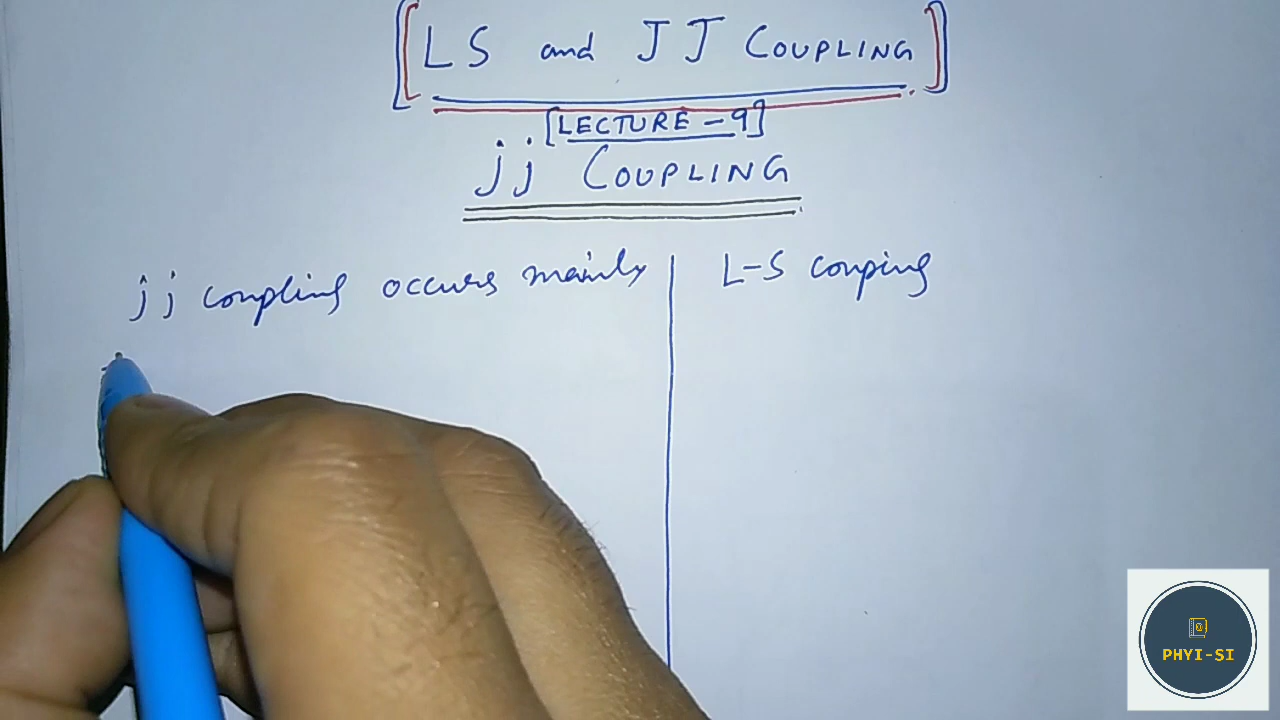 [LS and JJ COUPLING]
[LECTURE-9]
jj COUPLING
jj coupling occurs mainly
L-S couping
PHYI-SI